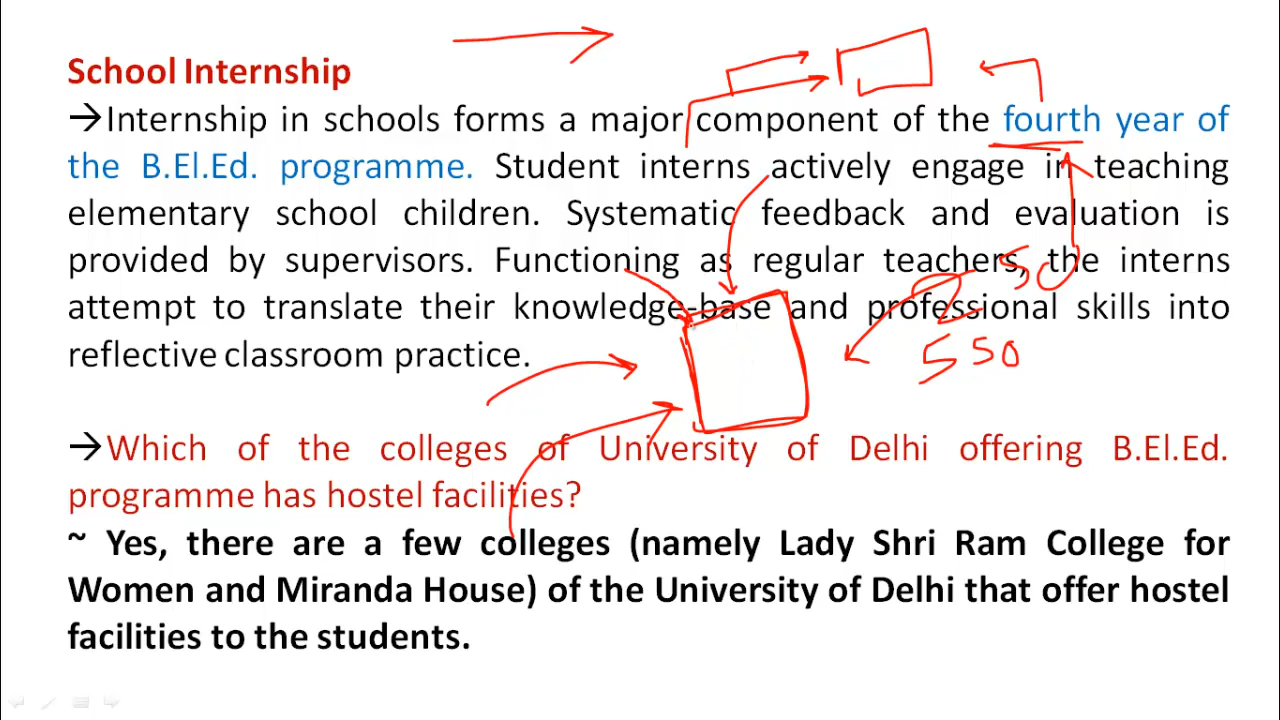 School Internship
→Internship in schools forms a major component of the fourth year of
the B.El.Ed. programme. Student interns actively engage in teaching
elementary school children. Systematic feedback and evaluation is
provided by supervisors. Functioning as regular teachers, the interns
attempt to translate their knowledge-base and professional skills into
reflective classroom practice.
50
550
→Which of the colleges of University of Delhi offering B.El.Ed.
programme has hostel facilities?
~ Yes, there are a few colleges (namely Lady Shri Ram College for
Women and Miranda House) of the University of Delhi that offer hostel
facilities to the students.